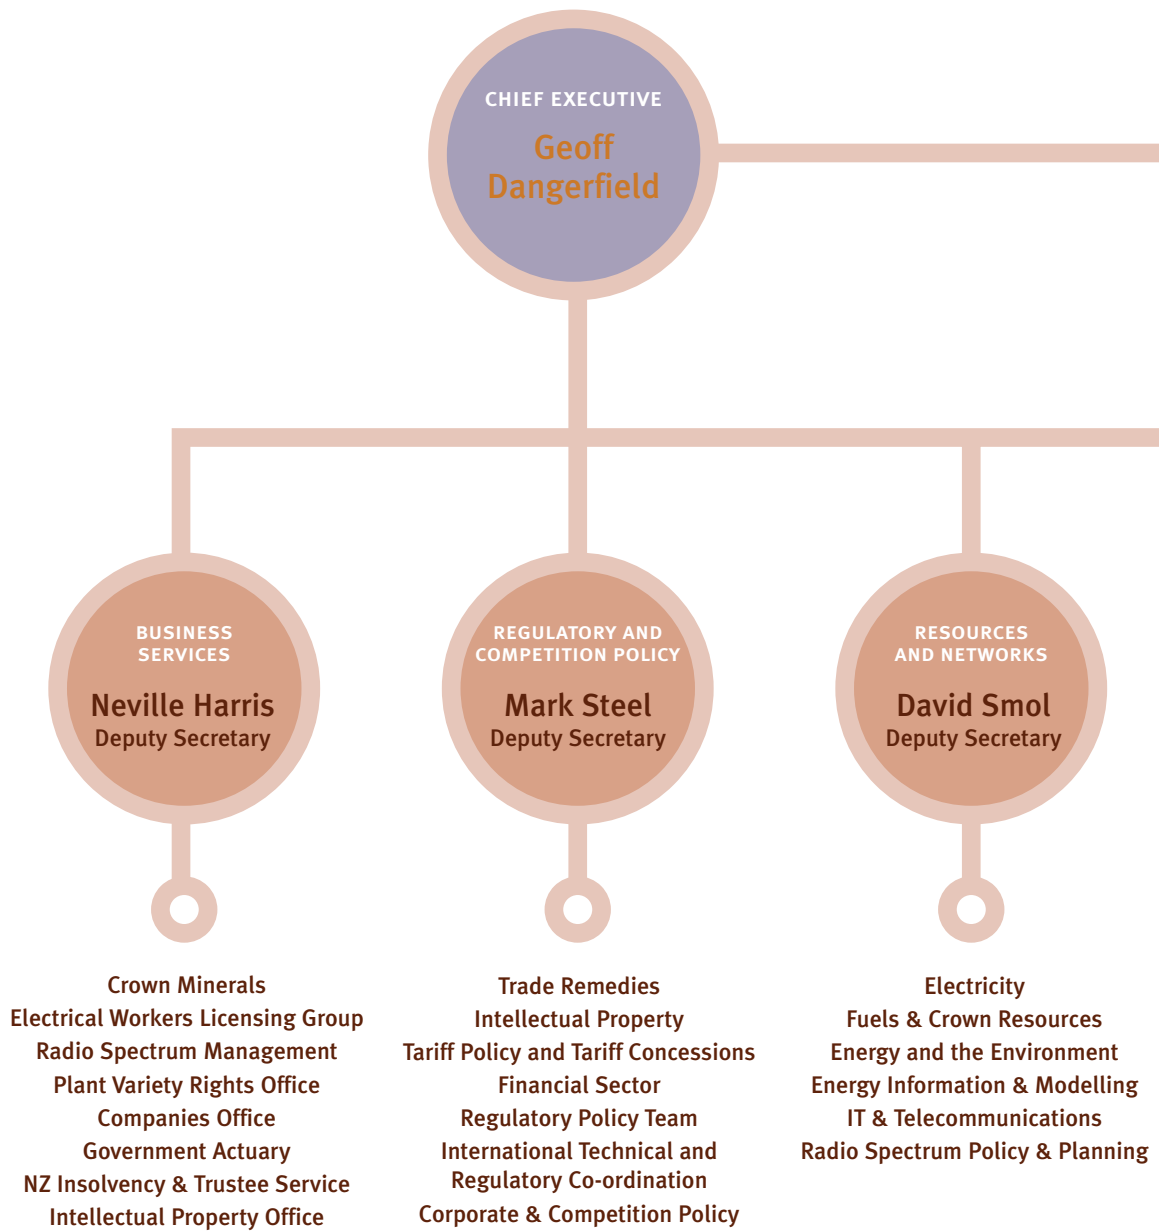 CHIEF EXECUTIVE
Geoff
Dangerfield
BUSINESS
SERVICES
Neville Harris
Deputy Secretary
REGULATORY AND
COMPETITION POLICY
Mark Steel
Deputy Secretary
RESOURCES
AND NETWORKS
David Smol
Deputy Secretary
Crown Minerals
Electrical Workers Licensing Group
Radio Spectrum Management
Plant Variety Rights Office
Companies Office
Government Actuary
NZ Insolvency & Trustee Service
Intellectual Property Office
Trade Remedies
Intellectual Property
Tariff Policy and Tariff Concessions
Financial Sector
Regulatory Policy Team
International Technical and
Regulatory Co-ordination
Corporate & Competition Policy
Electricity
Fuels & Crown Resources
Energy and the Environment
Energy Information & Modelling
IT & Telecommunications
Radio Spectrum Policy & Planning